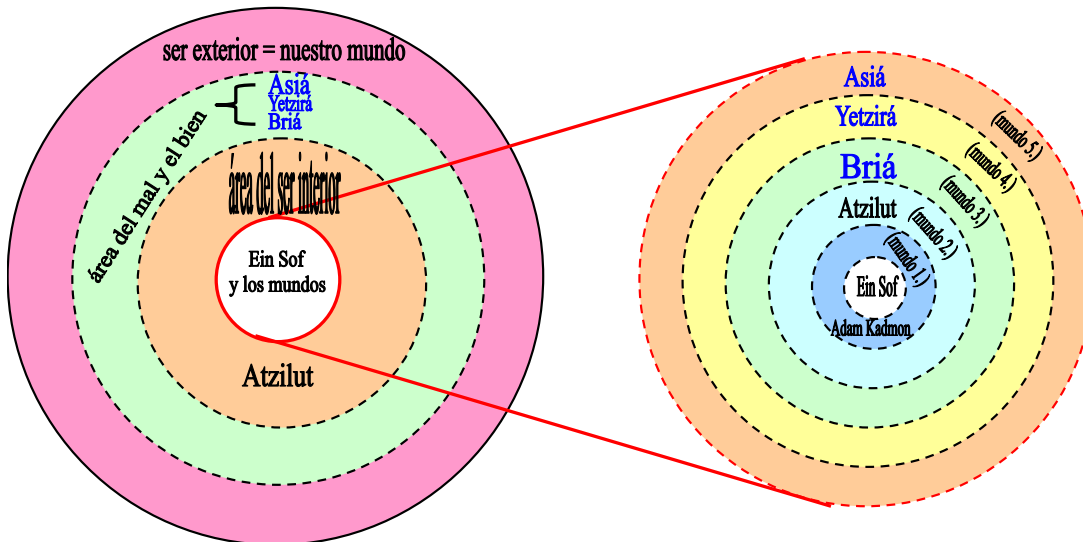 ser exterior = nuestro mundo
Asiá
Yetzirá
Briá
área del mal y el bien
área del ser interior
Ein Sof
y los mundos
Atzilut
Asiá
(mundo 5.)
Yetzirá
(mundo 4.)
Briá
(mundo 3.)
Atzilut
(mundo 2.)
(mundo 1.)
Ein Sof
Adam Kadmon